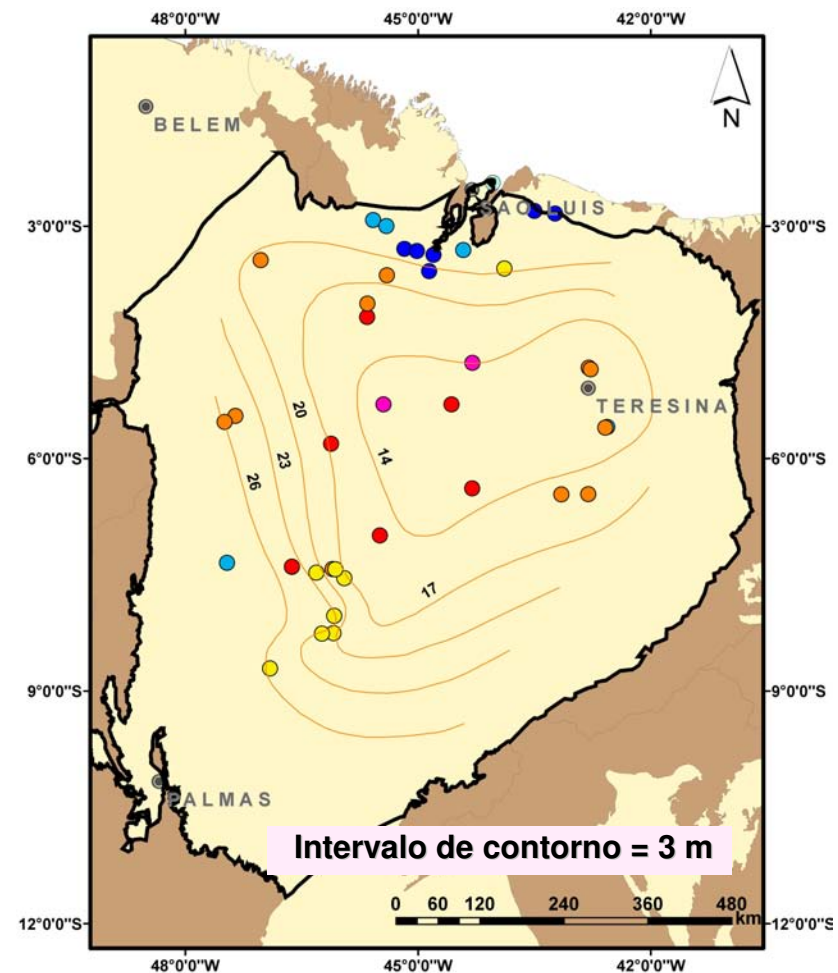 48°0'0"W 45°0'0"W 42°0'0"W
N
BELEM
SAO LUIS
3°0'0"S 3°0'0"S
TERESINA
20
14
23
26
6°0'0"S 6°0'0"S
17
9°0'0"S 9°0'0"S
PALMAS
Intervalo de contorno = 3 m
0 60 120 240 360 480
km
12°0'0"S 12°0'0"S
48°0'0"W 45°0'0"W 42°0'0"W